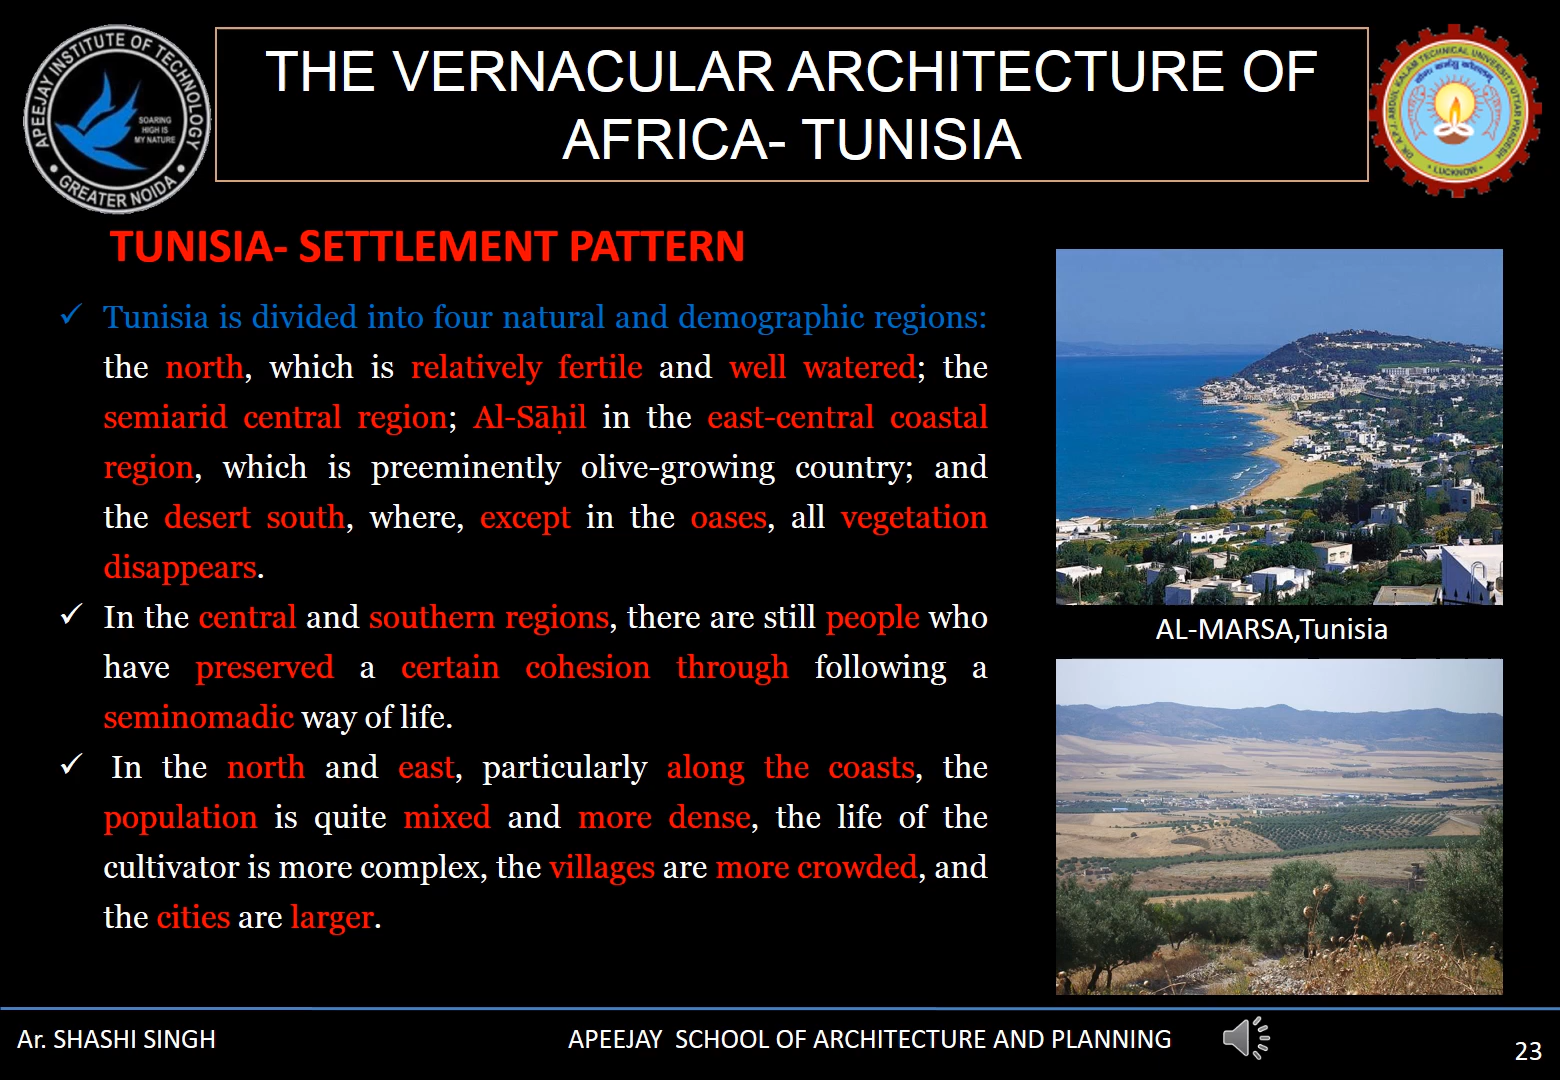 APEEJAY INSTITUTE OF TECHNOLOGY
SOARING
HIGH IS
MY NATURE
• GREATER NOIDA •
THE VERNACULAR ARCHITECTURE OF
AFRICA- TUNISIA
DR. A.P.J. ABDUL KALAM TECHNICAL UNIVERSITY UTTAR PRADESH
• LUCKNOW •
TUNISIA- SETTLEMENT PATTERN
✓ Tunisia is divided into four natural and demographic regions:
the north, which is relatively fertile and well watered; the
semiarid central region; Al-Sāḥil in the east-central coastal
region, which is preeminently olive-growing country; and
the desert south, where, except in the oases, all vegetation
disappears.
✓ In the central and southern regions, there are still people who
have preserved a certain cohesion through following a
seminomadic way of life.
✓ In the north and east, particularly along the coasts, the
population is quite mixed and more dense, the life of the
cultivator is more complex, the villages are more crowded, and
the cities are larger.
AL-MARSA,Tunisia
Ar. SHASHI SINGH
APEEJAY SCHOOL OF ARCHITECTURE AND PLANNING
23